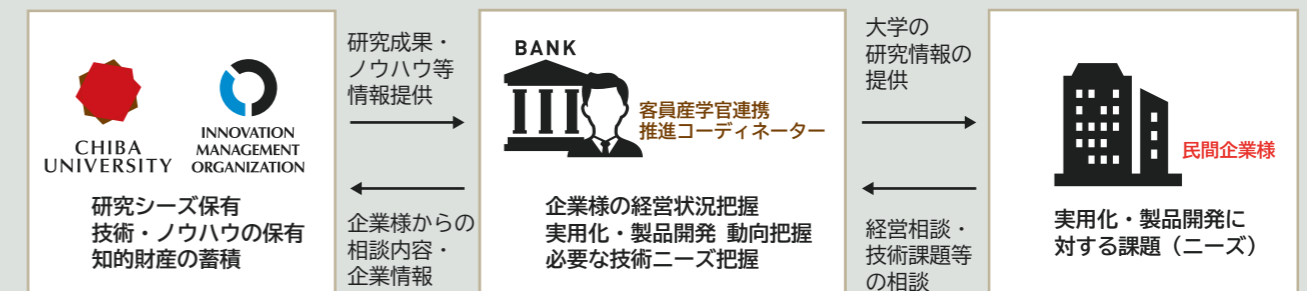 CHIBA
UNIVERSITY
INNOVATION
MANAGEMENT
ORGANIZATION
研究シーズ保有
技術・ノウハウの保有
知的財産の蓄積
研究成果・
ノウハウ等
情報提供
企業様からの
相談内容・
企業情報
BANK
客員産学官連携
推進コーディネーター
企業様の経営状況把握
実用化・製品開発 動向把握
必要な技術ニーズ把握
大学の
研究情報の
提供
経営相談・
技術課題等
の相談
民間企業様
実用化・製品開発に
対する課題（ニーズ）